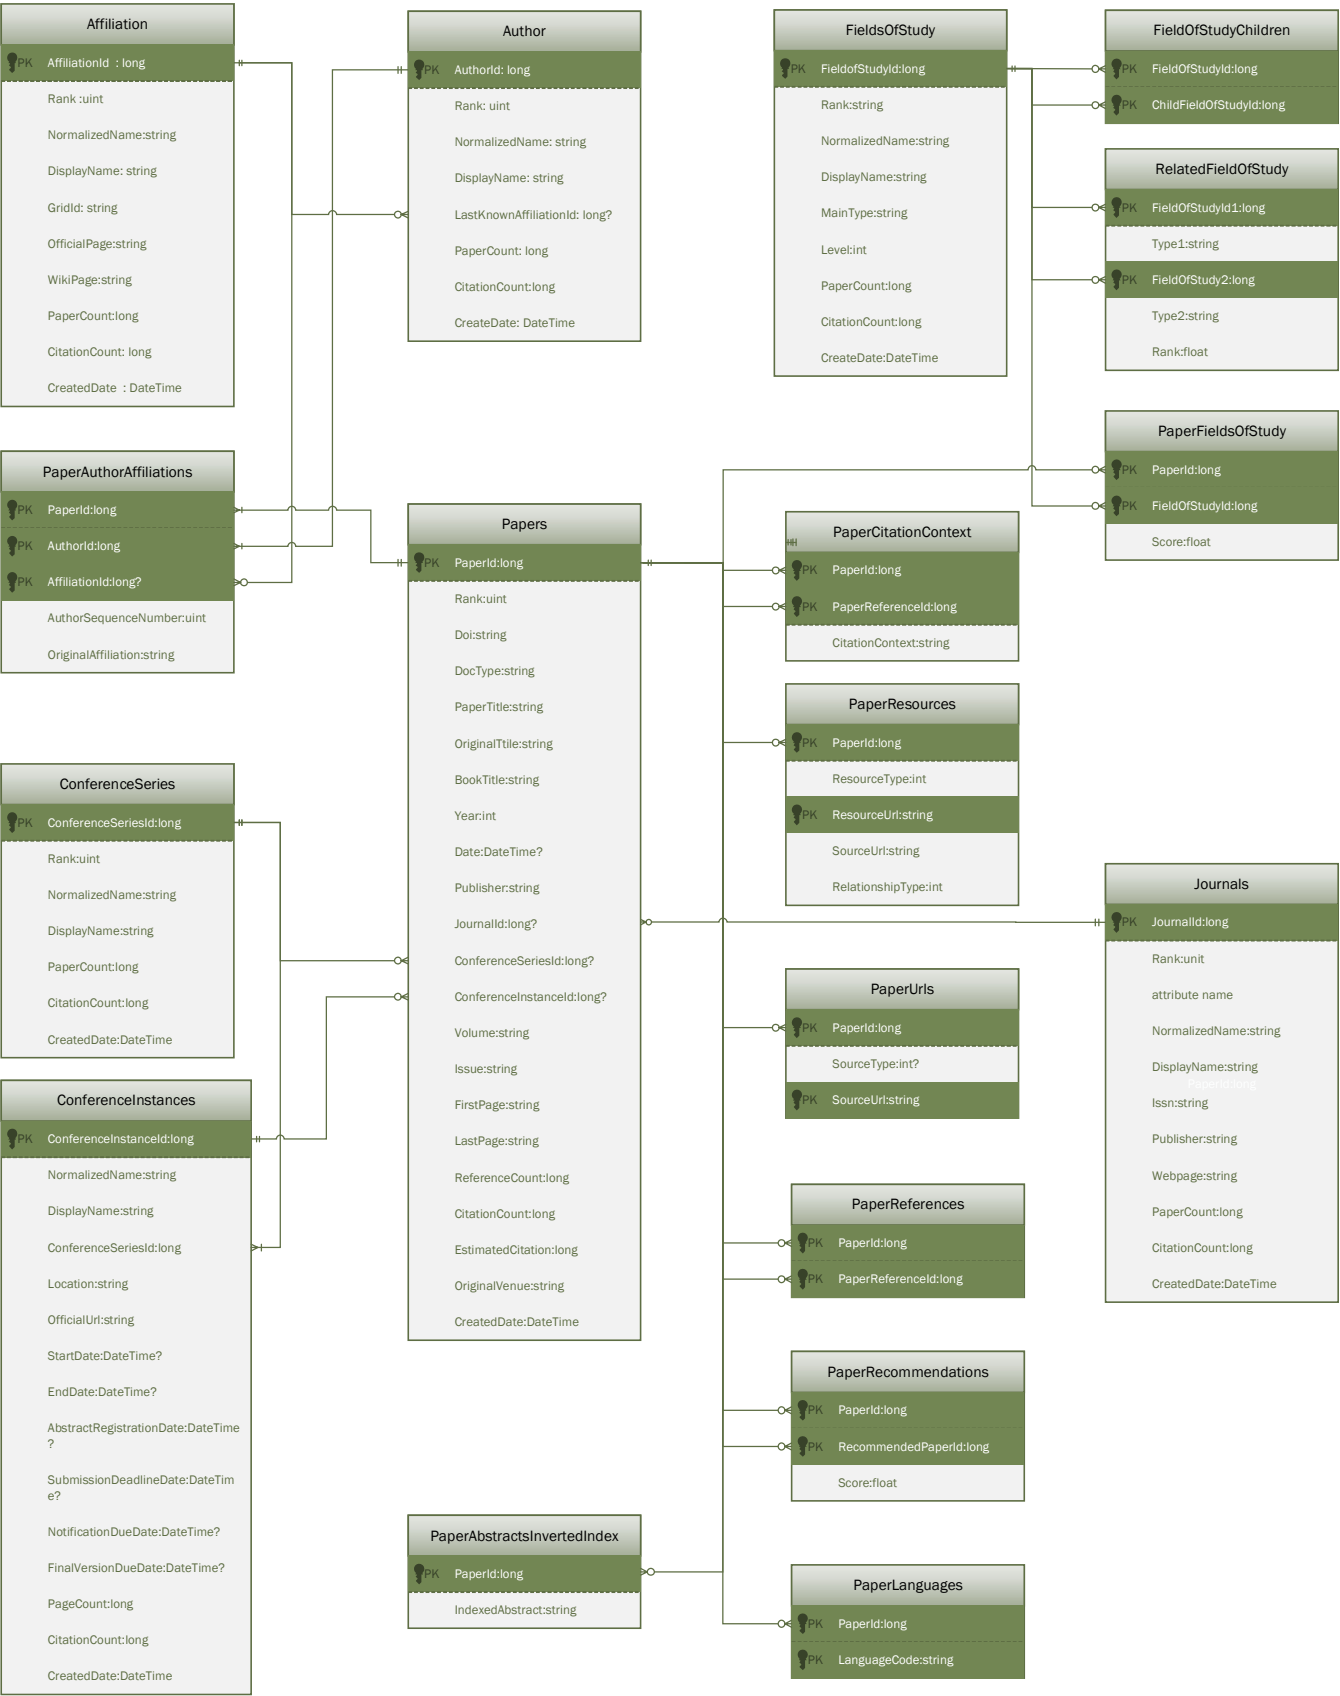 Affiliation
PK AffiliationId : long
Rank :uint
NormalizedName:string
DisplayName: string
GridId: string
OfficialPage:string
WikiPage:string
PaperCount:long
CitationCount: long
CreatedDate : DateTime
Author
PK AuthorId: long
Rank: uint
NormalizedName: string
DisplayName: string
LastKnownAffiliationId: long?
PaperCount: long
CitationCount:long
CreateDate: DateTime
FieldsOfStudy
PK FieldofStudyId:long
Rank:string
NormalizedName:string
DisplayName:string
MainType:string
Level:int
PaperCount:long
CitationCount:long
CreateDate:DateTime
FieldOfStudyChildren
PK FieldOfStudyId:long
PK ChildFieldOfStudyId:long
RelatedFieldOfStudy
PK FieldOfStudyId1:long
Type1:string
PK FieldOfStudy2:long
Type2:string
Rank:float
PaperFieldsOfStudy
PK PaperId:long
PK FieldOfStudyId:long
Score:float
PaperAuthorAffiliations
PK PaperId:long
PK AuthorId:long
PK AffiliationId:long?
AuthorSequenceNumber:uint
OriginalAffiliation:string
Papers
PK PaperId:long
Rank:uint
Doi:string
DocType:string
PaperTitle:string
OriginalTtile:string
BookTitle:string
Year:int
Date:DateTime?
Publisher:string
JournalId:long?
ConferenceSeriesId:long?
ConferenceInstanceId:long?
Volume:string
Issue:string
FirstPage:string
LastPage:string
ReferenceCount:long
CitationCount:long
EstimatedCitation:long
OriginalVenue:string
CreatedDate:DateTime
PaperCitationContext
PK PaperId:long
PK PaperReferenceId:long
CitationContext:string
PaperResources
PK PaperId:long
ResourceType:int
PK ResourceUrl:string
SourceUrl:string
RelationshipType:int
ConferenceSeries
PK ConferenceSeriesId:long
Rank:uint
NormalizedName:string
DisplayName:string
PaperCount:long
CitationCount:long
CreatedDate:DateTime
Journals
PK JournalId:long
Rank:unit
attribute name
NormalizedName:string
DisplayName:string
PaperId:long
Issn:string
Publisher:string
Webpage:string
PaperCount:long
CitationCount:long
CreatedDate:DateTime
PaperUrls
PK PaperId:long
SourceType:int?
PK SourceUrl:string
ConferenceInstances
PK ConferenceInstanceId:long
NormalizedName:string
DisplayName:string
ConferenceSeriesId:long
Location:string
OfficialUrl:string
StartDate:DateTime?
EndDate:DateTime?
AbstractRegistrationDate:DateTime
?
SubmissionDeadlineDate:DateTim
e?
NotificationDueDate:DateTime?
FinalVersionDueDate:DateTime?
PageCount:long
CitationCount:long
CreatedDate:DateTime
PaperReferences
PK PaperId:long
PK PaperReferenceId:long
PaperRecommendations
PK PaperId:long
PK RecommendedPaperId:long
Score:float
PaperAbstractsInvertedIndex
PK PaperId:long
IndexedAbstract:string
PaperLanguages
PK PaperId:long
PK LanguageCode:string